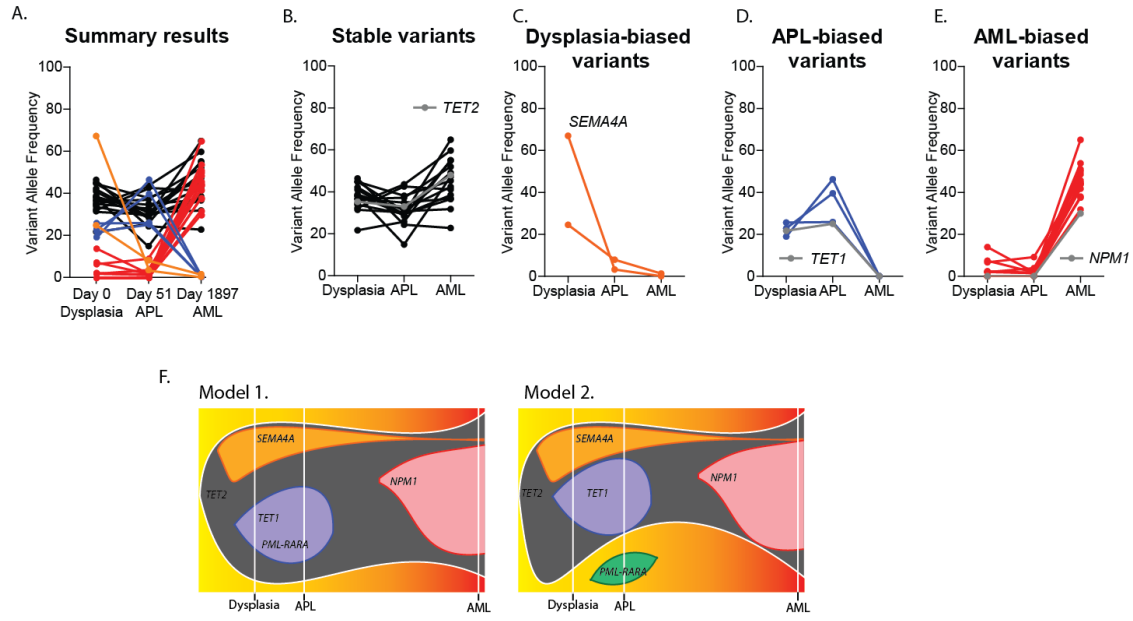 A.
Summary results
Variant Allele Frequency
100
80
60
40
20
0
Day 0
Dysplasia
Day 51
APL
Day 1897
AML
B.
Stable variants
Variant Allele Frequency
100
80
60
40
20
0
TET2
Dysplasia
APL
AML
C.
Dysplasia-biased
variants
Variant Allele Frequency
100
80
60
40
20
0
SEMA4A
Dysplasia
APL
AML
D.
APL-biased
variants
Variant Allele Frequency
100
80
60
40
20
0
TET1
Dysplasia
APL
AML
E.
AML-biased
variants
Variant Allele Frequency
100
80
60
40
20
0
NPM1
Dysplasia
APL
AML
F.
Model 1.
SEMA4A
TET2
NPM1
TET1
PML-RARA
Dysplasia
APL
AML
Model 2.
SEMA4A
TET2
TET1
NPM1
PML-RARA
Dysplasia
APL
AML